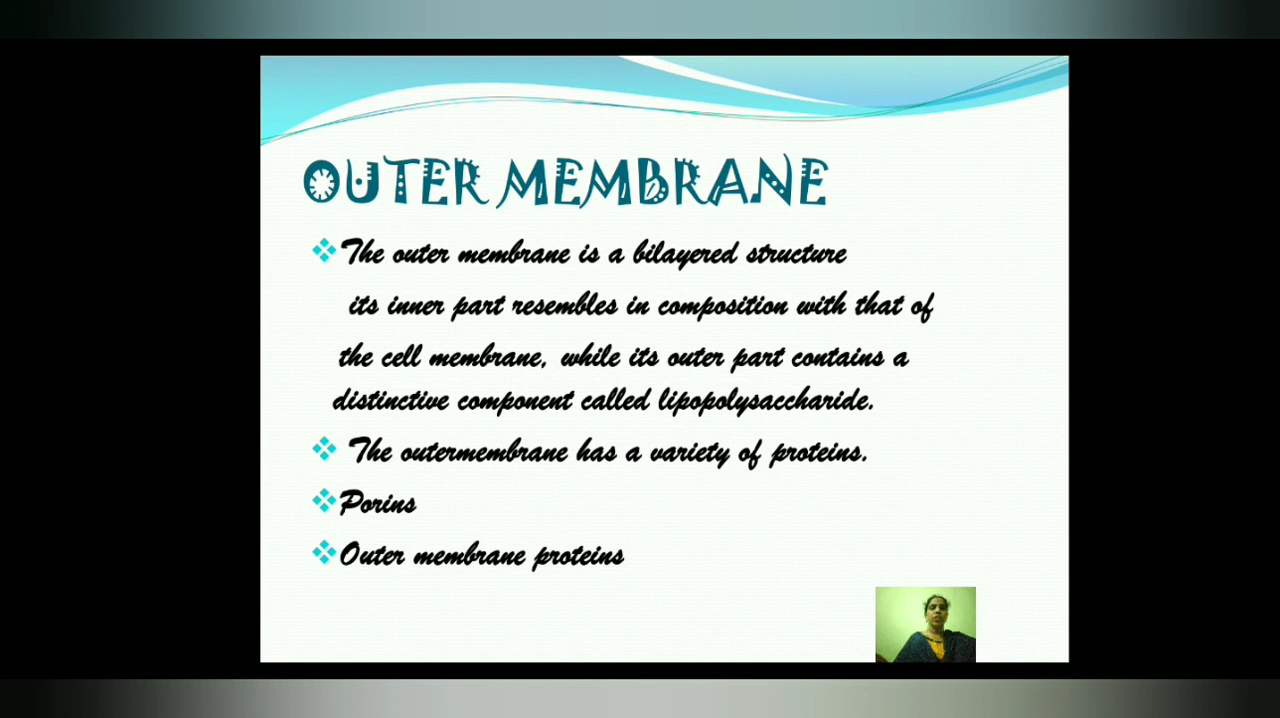 OUTER MEMBRANE
The outer membrane is a bilayered structure
its inner part resembles in composition with that of
the cell membrane, while its outer part contains a
distinctive component called lipopolysaccharide.
The outermembrane has a variety of proteins.
Porins
Outer membrane proteins